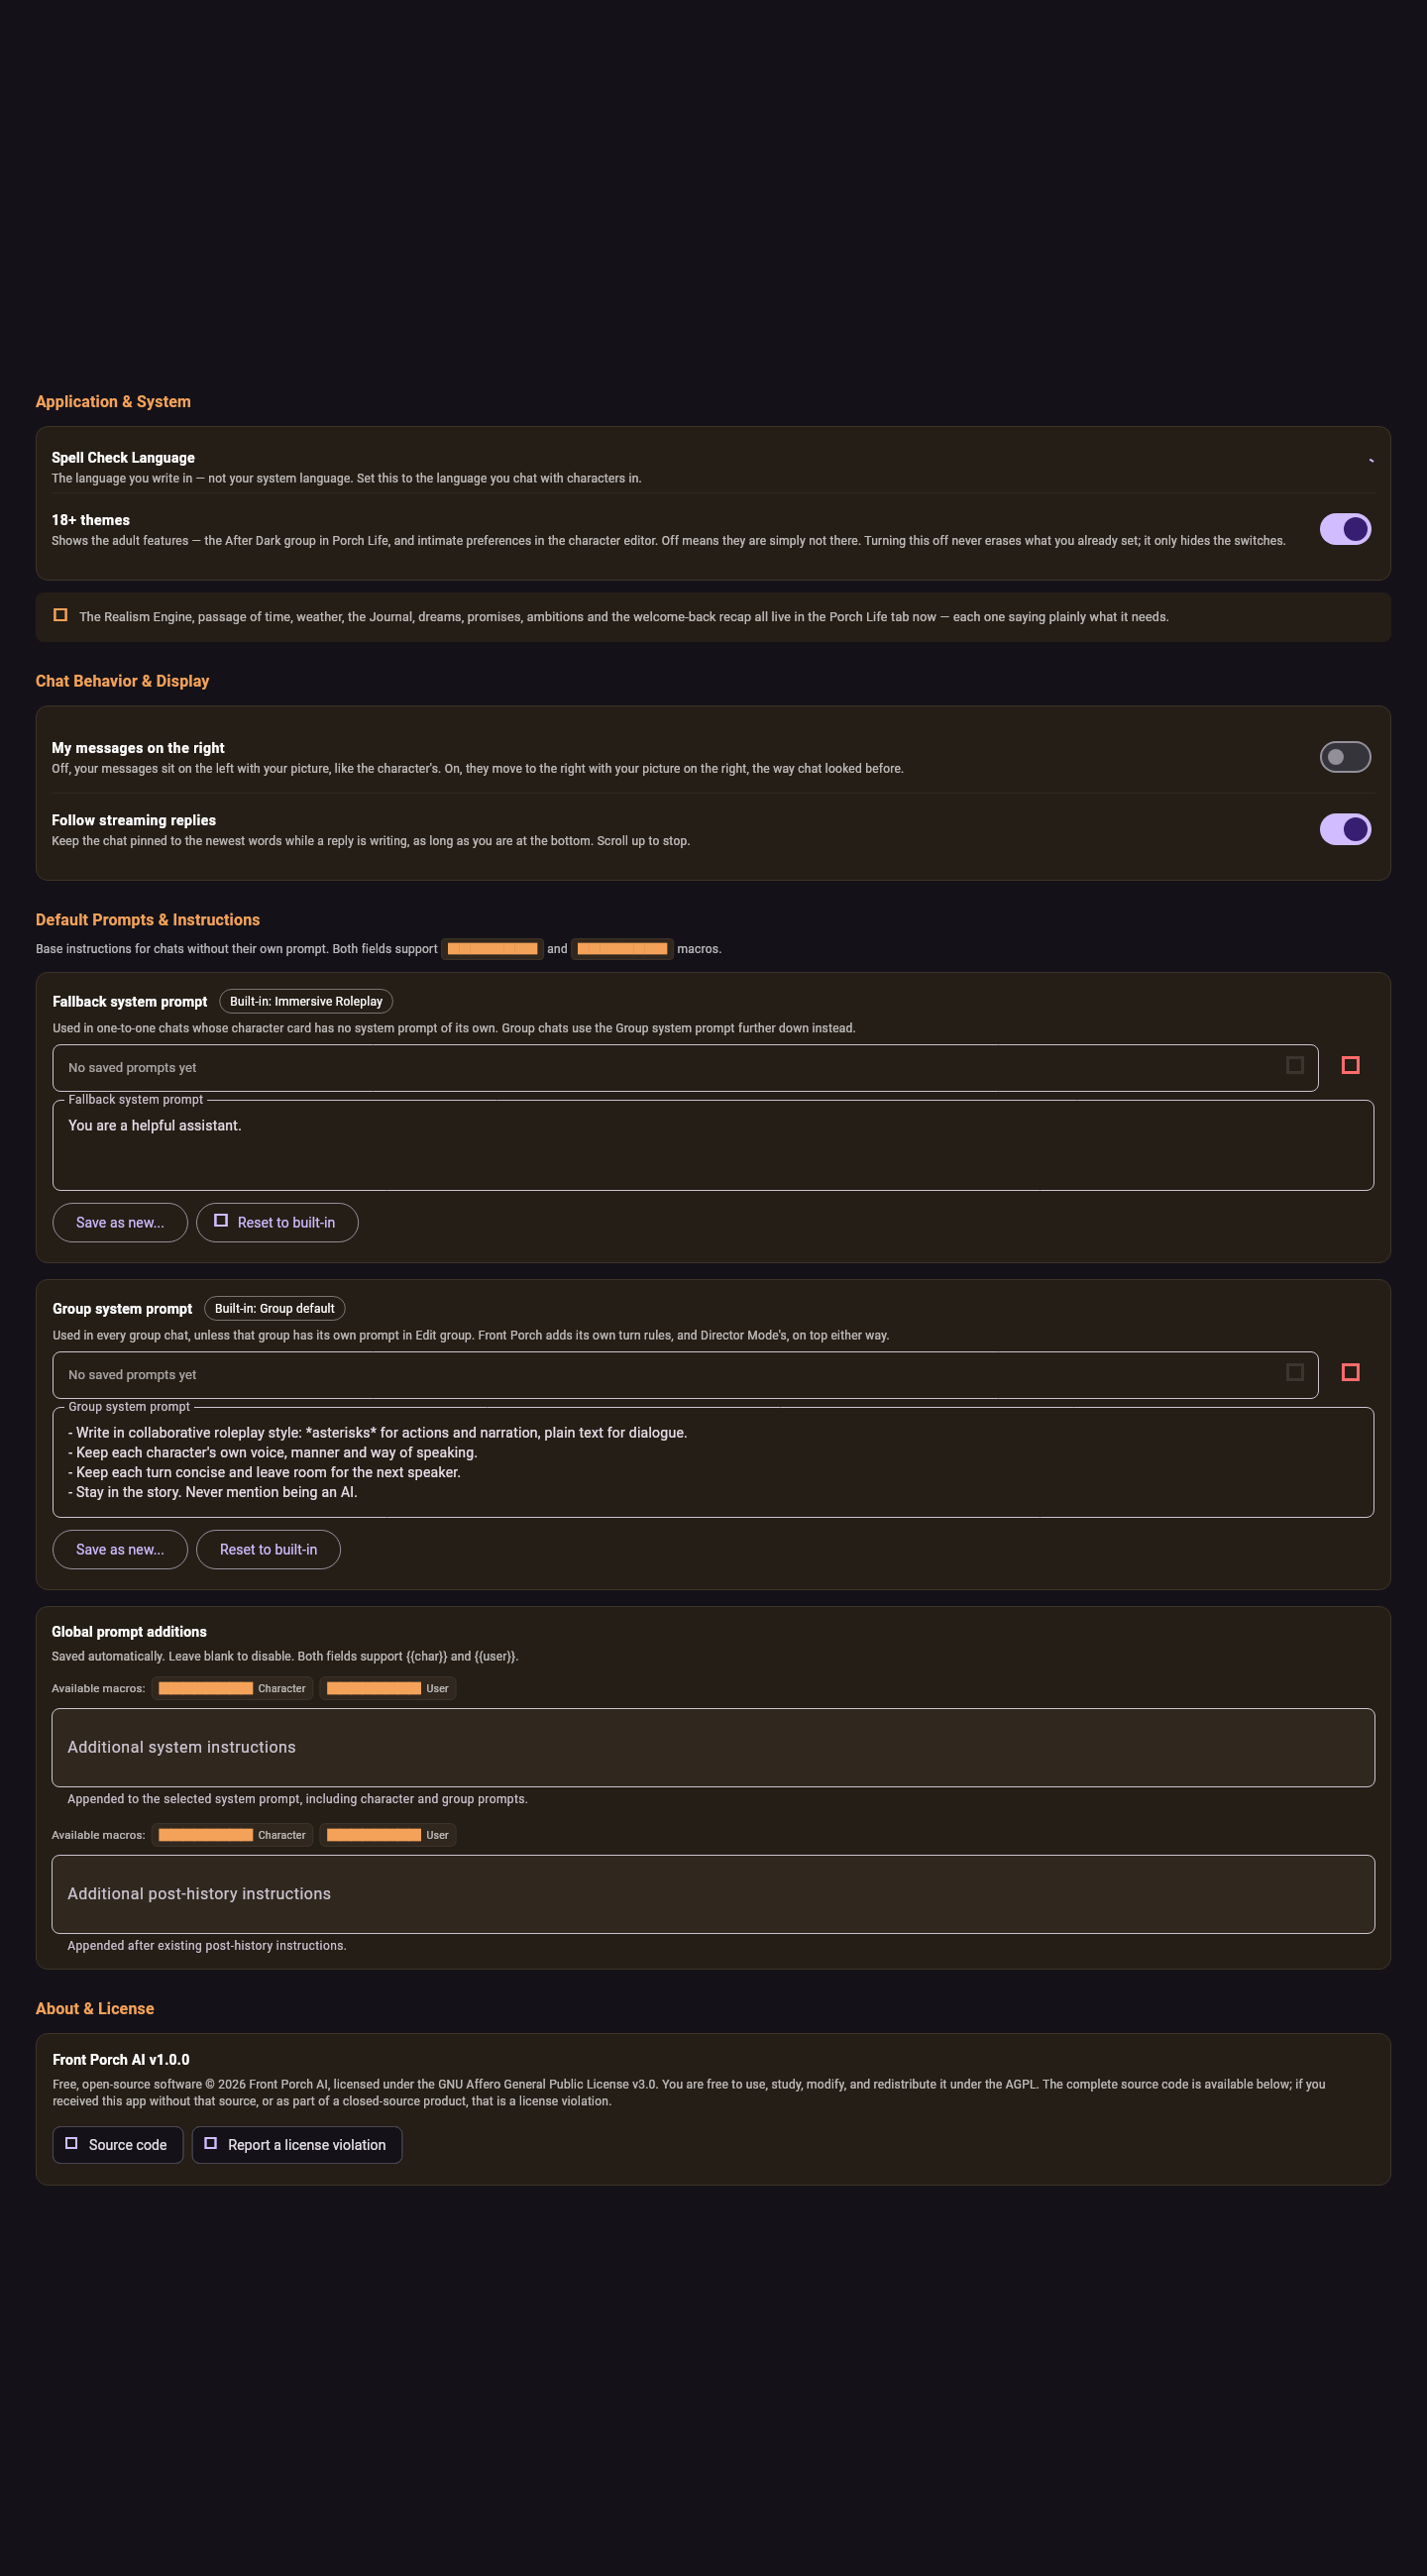 Application & System
Spell Check Language
The language you write in — not your system language. Set this to the language you chat with characters in.
18+ themes
Shows the adult features — the After Dark group in Porch Life, and intimate preferences in the character editor. Off means they are simply not there. Turning this off never erases what you already set; it only hides the switches.
The Realism Engine, passage of time, weather, the Journal, dreams, promises, ambitions and the welcome-back recap all live in the Porch Life tab now — each one saying plainly what it needs.
Chat Behavior & Display
My messages on the right
Off, your messages sit on the left with your picture, like the character's. On, they move to the right with your picture on the right, the way chat looked before.
Follow streaming replies
Keep the chat pinned to the newest words while a reply is writing, as long as you are at the bottom. Scroll up to stop.
Default Prompts & Instructions
Base instructions for chats without their own prompt. Both fields support and macros.
Fallback system prompt Built-in: Immersive Roleplay
Used in one-to-one chats whose character card has no system prompt of its own. Group chats use the Group system prompt further down instead.
No saved prompts yet
Fallback system prompt
You are a helpful assistant.
Save as new... Reset to built-in
Group system prompt Built-in: Group default
Used in every group chat, unless that group has its own prompt in Edit group. Front Porch adds its own turn rules, and Director Mode's, on top either way.
No saved prompts yet
Group system prompt
- Write in collaborative roleplay style: *asterisks* for actions and narration, plain text for dialogue.
- Keep each character's own voice, manner and way of speaking.
- Keep each turn concise and leave room for the next speaker.
- Stay in the story. Never mention being an AI.
Save as new... Reset to built-in
Global prompt additions
Saved automatically. Leave blank to disable. Both fields support {{char}} and {{user}}.
Available macros: Character User
Additional system instructions
Appended to the selected system prompt, including character and group prompts.
Available macros: Character User
Additional post-history instructions
Appended after existing post-history instructions.
About & License
Front Porch AI v1.0.0
Free, open-source software © 2026 Front Porch AI, licensed under the GNU Affero General Public License v3.0. You are free to use, study, modify, and redistribute it under the AGPL. The complete source code is available below; if you
received this app without that source, or as part of a closed-source product, that is a license violation.
Source code Report a license violation